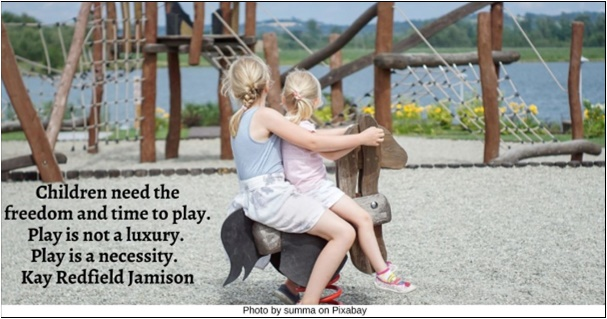 Children need the
freedom and time to play.
Play is not a luxury.
Play is a necessity.
Kay Redfield Jamison
Photo by summa on Pixabay